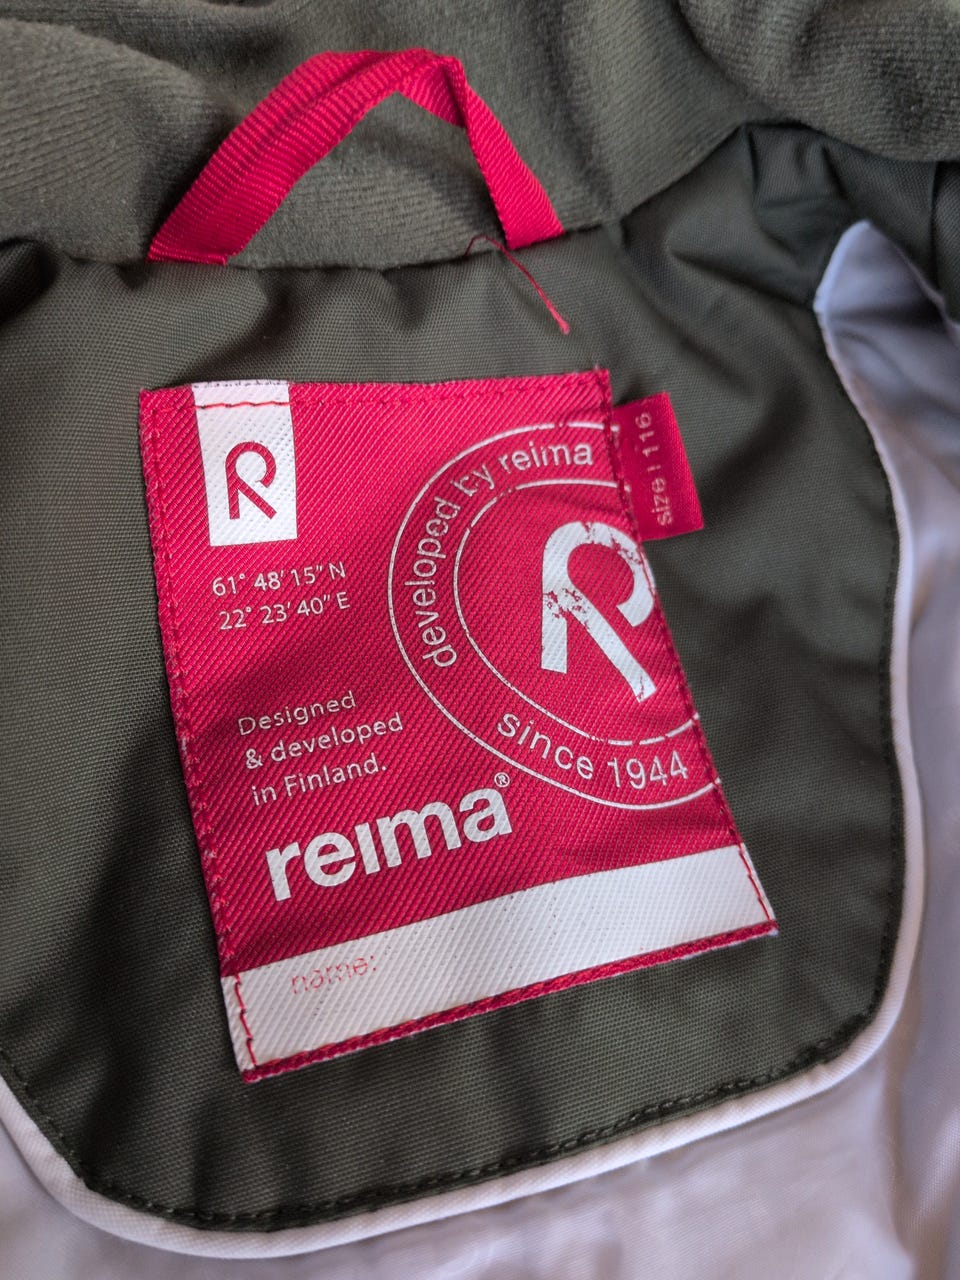 R
61° 48' 15" N
22° 23' 40" E
developed by reima
R
since 1944
size | 116
Designed
& developed
in Finland.
reima®
name: